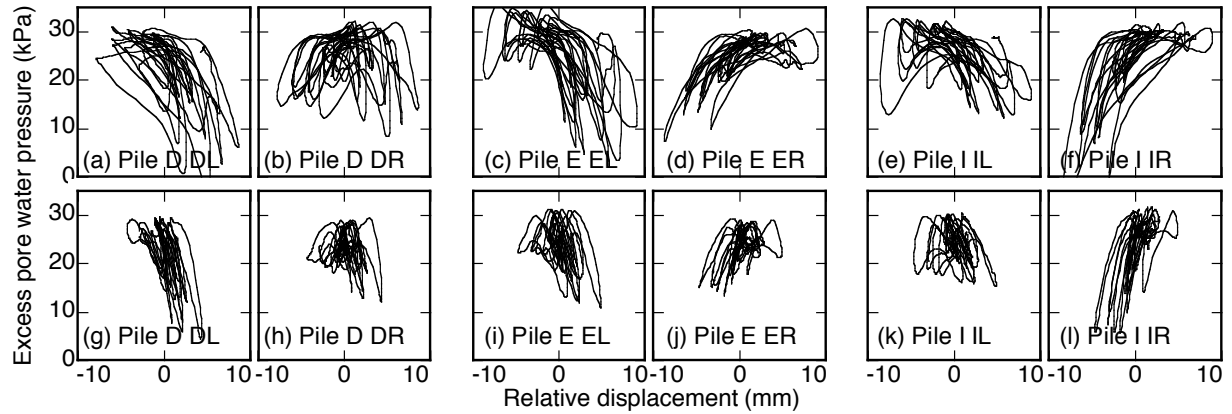 Excess pore water pressure (kPa)
30
20
10
0
(a) Pile D DL
(b) Pile D DR
(c) Pile E EL
(d) Pile E ER
(e) Pile I IL
(f) Pile I IR
30
20
10
0
(g) Pile D DL
(h) Pile D DR
(i) Pile E EL
(j) Pile E ER
(k) Pile I IL
(l) Pile I IR
-10 0 10 -10 0 10 -10 0 10 -10 0 10 -10 0 10 -10 0 10
Relative displacement (mm)